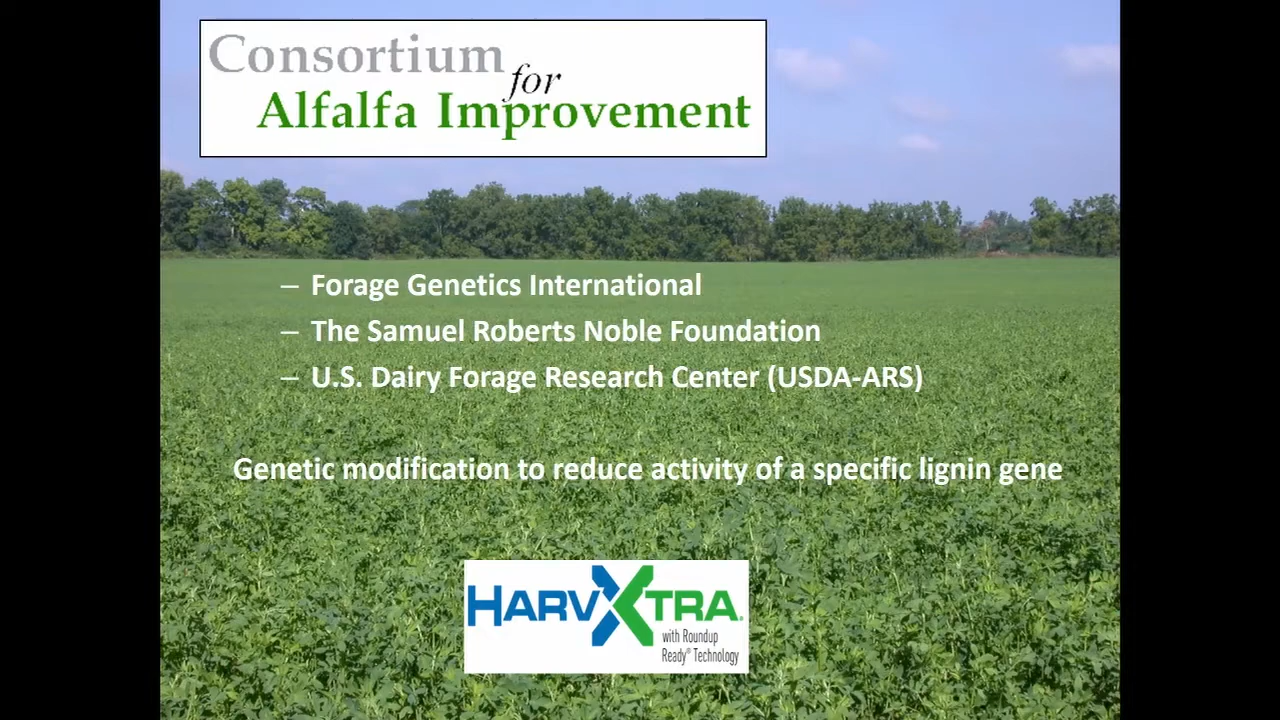 Consortium
for
Alfalfa Improvement
– Forage Genetics International
– The Samuel Roberts Noble Foundation
– U.S. Dairy Forage Research Center (USDA-ARS)
Genetic modification to reduce activity of a specific lignin gene
HARVXTRA®
with Roundup
Ready® Technology